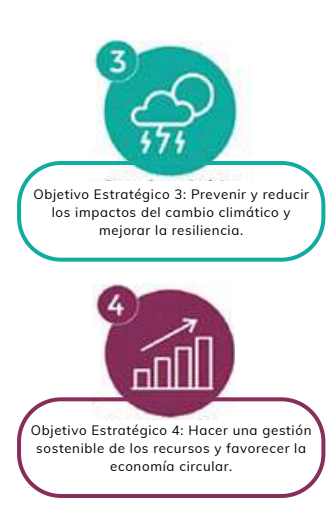 3
Objetivo Estratégico 3: Prevenir y reducir
los impactos del cambio climático y
mejorar la resiliencia.
4
Objetivo Estratégico 4: Hacer una gestión
sostenible de los recursos y favorecer la
economía circular.